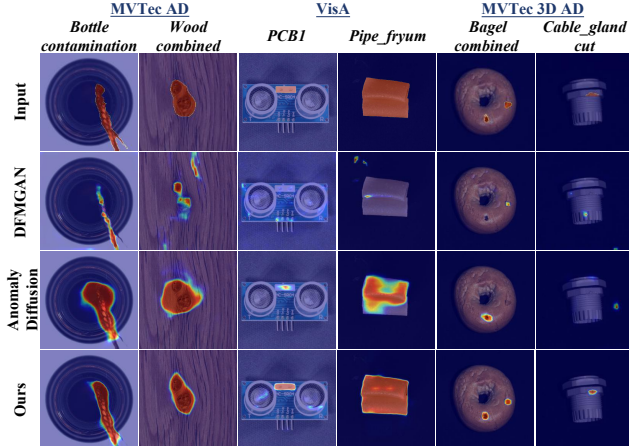 MVTec AD VisA MVTec 3D AD
Bottle contamination Wood combined PCB1 Pipe_fryum Bagel combined Cable_gland cut
Input
DFMGAN
Anomaly Diffusion
Ours